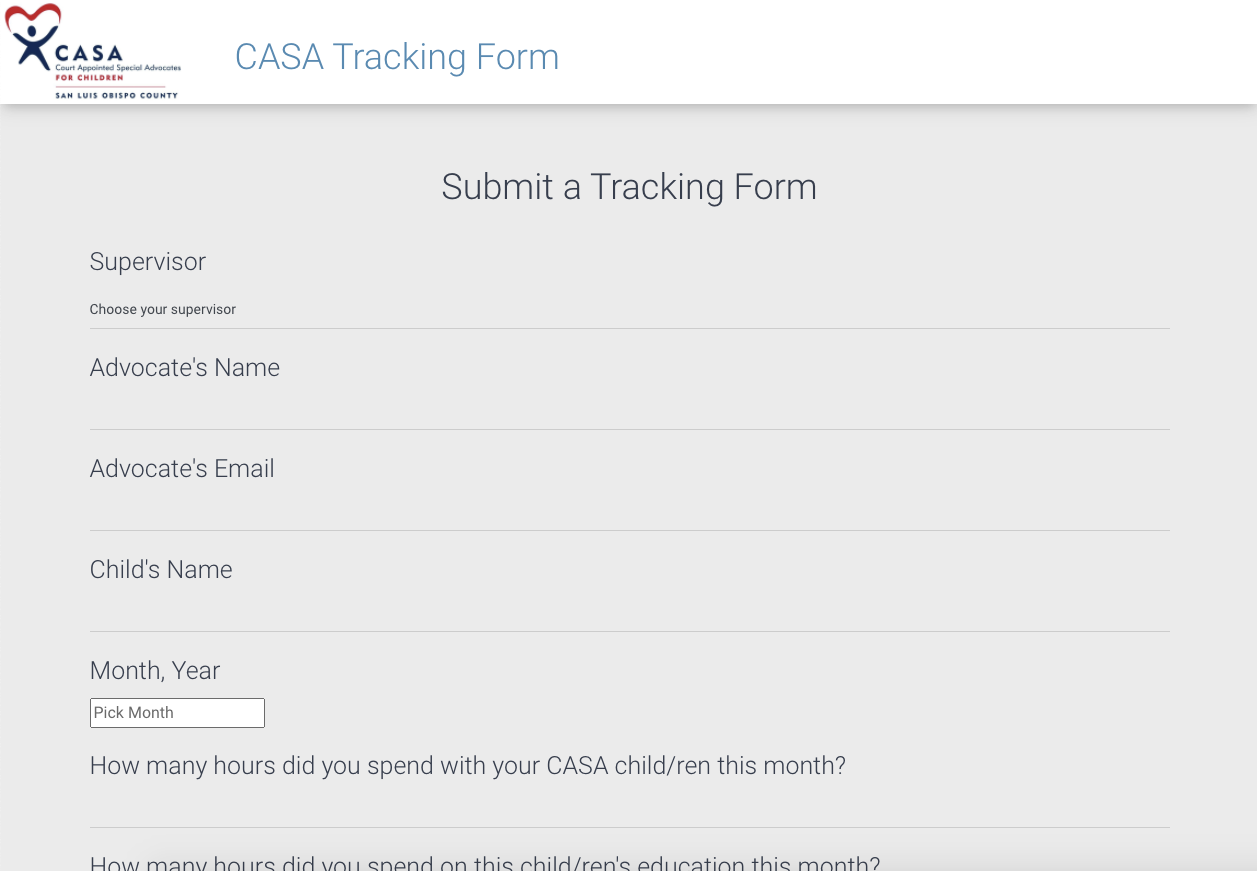 CASA
Court Appointed Special Advocates
FOR CHILDREN
SAN LUIS OBISPO COUNTY
CASA Tracking Form
Submit a Tracking Form
Supervisor
Choose your supervisor
Advocate's Name
Advocate's Email
Child's Name
Month, Year
Pick Month
How many hours did you spend with your CASA child/ren this month?
How many hours did you spend on this child/ren's education this month?